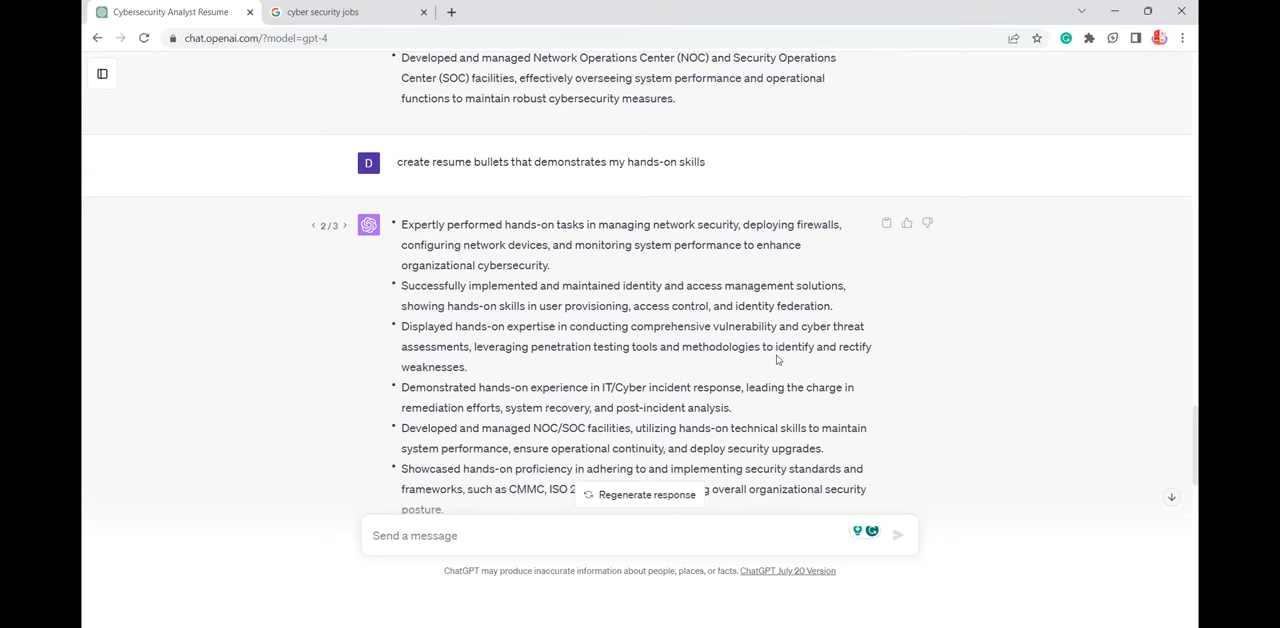 Cybersecurity Analyst Resume
cyber security jobs
chat.openai.com/?model=gpt-4
• Developed and managed Network Operations Center (NOC) and Security Operations
Center (SOC) facilities, effectively overseeing system performance and operational
functions to maintain robust cybersecurity measures.
D
create resume bullets that demonstrates my hands-on skills
< 2 / 3 >
• Expertly performed hands-on tasks in managing network security, deploying firewalls,
configuring network devices, and monitoring system performance to enhance
organizational cybersecurity.
• Successfully implemented and maintained identity and access management solutions,
showing hands-on skills in user provisioning, access control, and identity federation.
• Displayed hands-on expertise in conducting comprehensive vulnerability and cyber threat
assessments, leveraging penetration testing tools and methodologies to identify and rectify
weaknesses.
• Demonstrated hands-on experience in IT/Cyber incident response, leading the charge in
remediation efforts, system recovery, and post-incident analysis.
• Developed and managed NOC/SOC facilities, utilizing hands-on technical skills to maintain
system performance, ensure operational continuity, and deploy security upgrades.
• Showcased hands-on proficiency in adhering to and implementing security standards and
frameworks, such as CMMC, ISO overall organizational security
Regenerate response
posture.
Send a message
ChatGPT may produce inaccurate information about people, places, or facts. ChatGPT July 20 Version